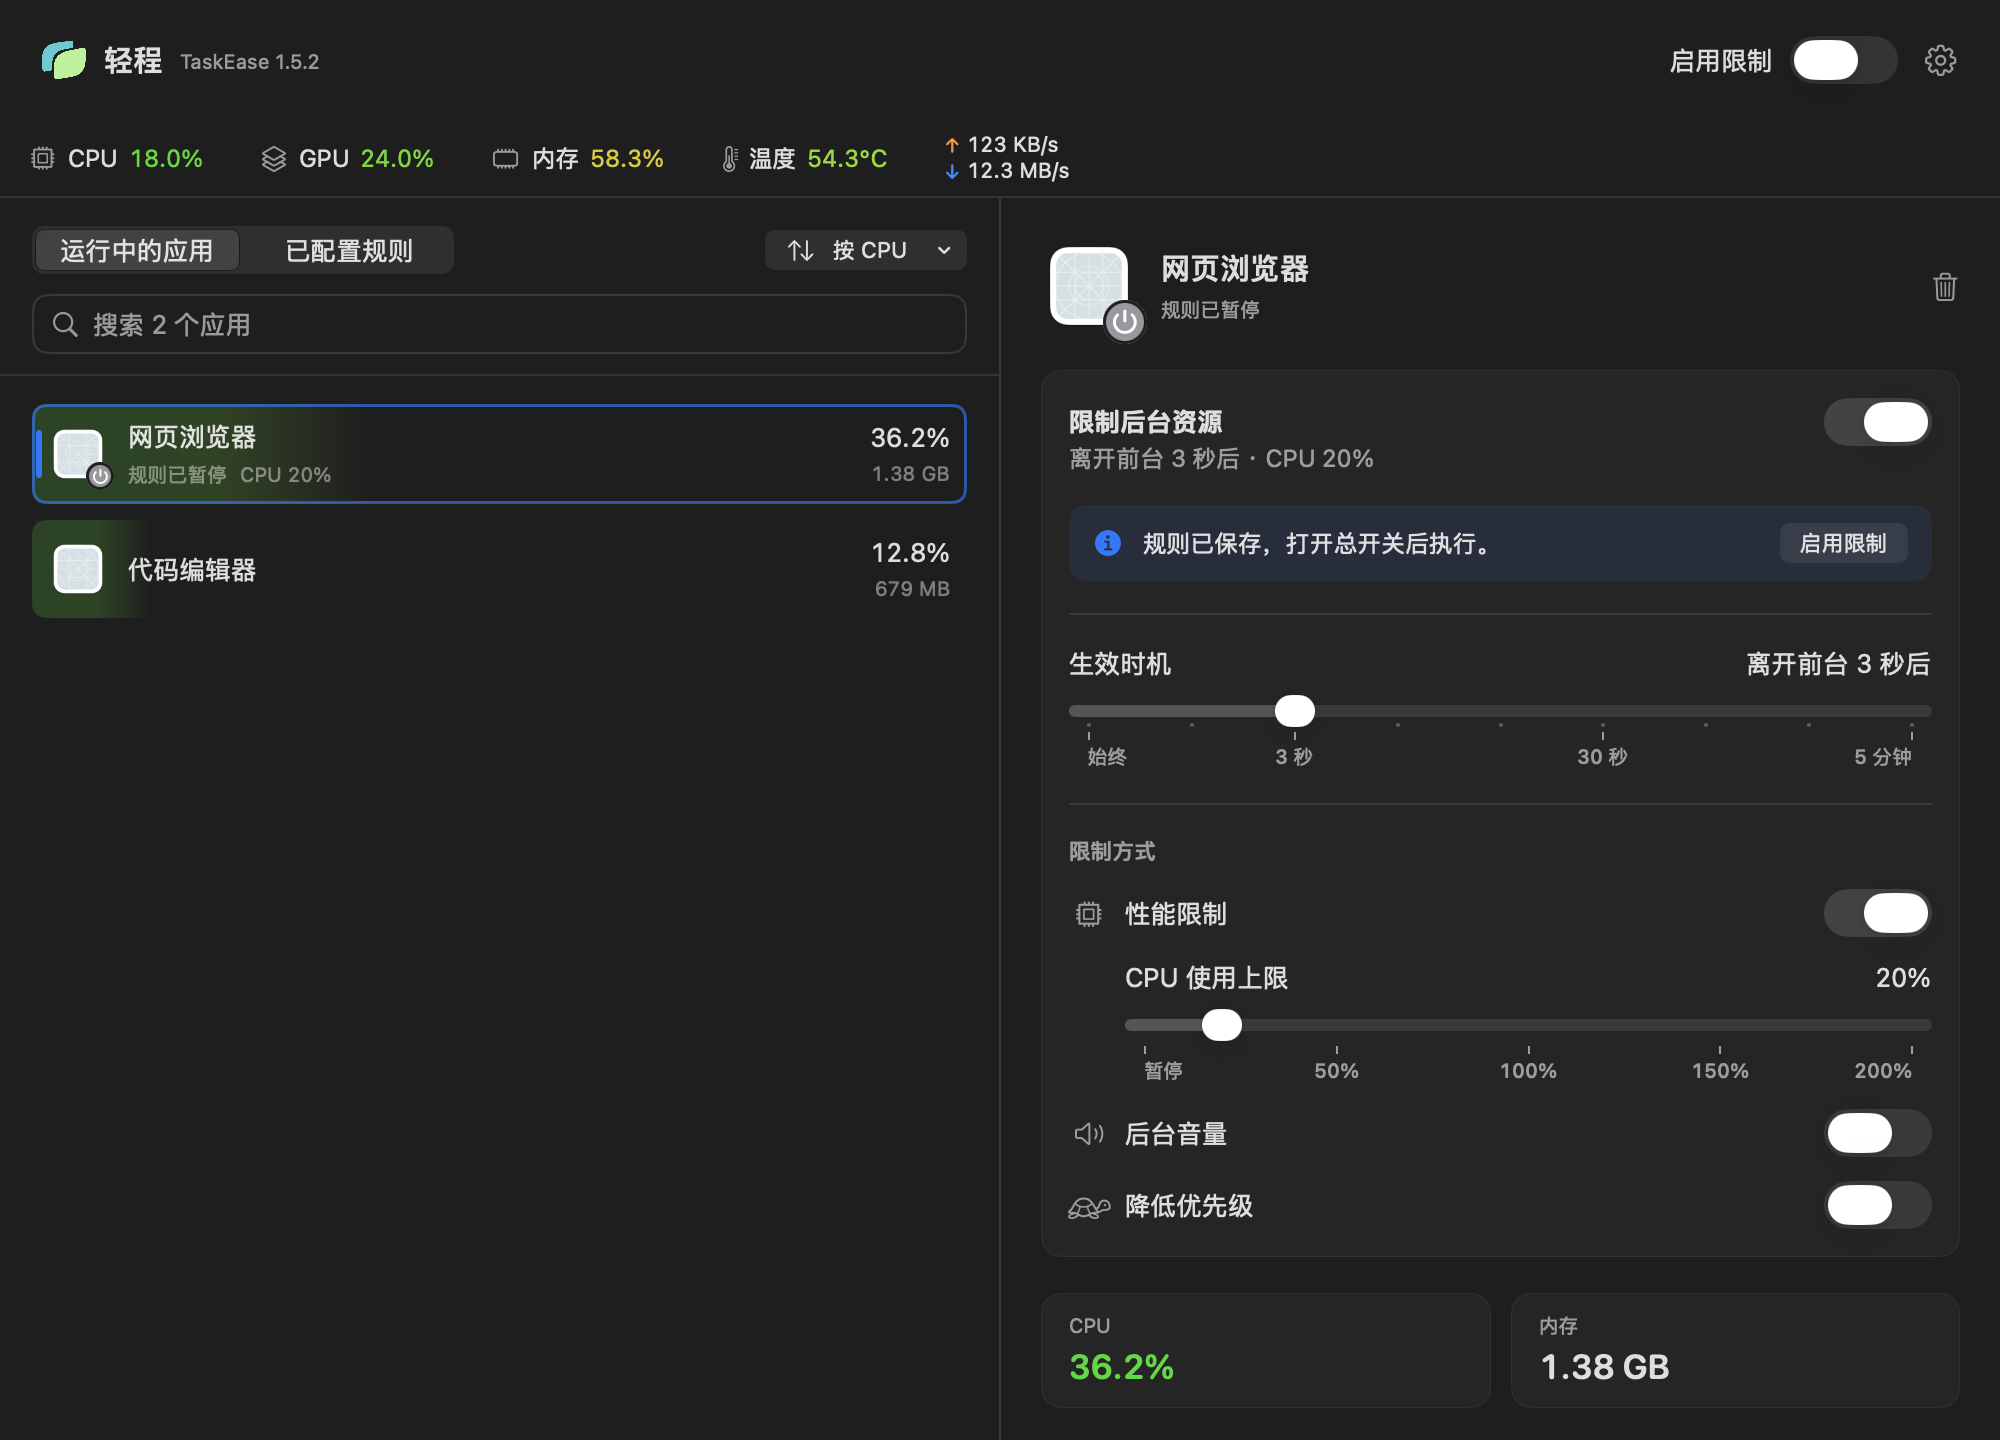 轻程 TaskEase 1.5.2
启用限制
CPU 18.0%
GPU 24.0%
内存 58.3%
温度 54.3°C
↑ 123 KB/s
↓ 12.3 MB/s
运行中的应用
已配置规则
按 CPU
搜索 2 个应用
网页浏览器
规则已暂停 CPU 20%
36.2%
1.38 GB
代码编辑器
12.8%
679 MB
网页浏览器
规则已暂停
限制后台资源
离开前台 3 秒后 · CPU 20%
规则已保存，打开总开关后执行。
启用限制
生效时机
离开前台 3 秒后
始终
3 秒
30 秒
5 分钟
限制方式
性能限制
CPU 使用上限
20%
暂停
50%
100%
150%
200%
后台音量
降低优先级
CPU
36.2%
内存
1.38 GB